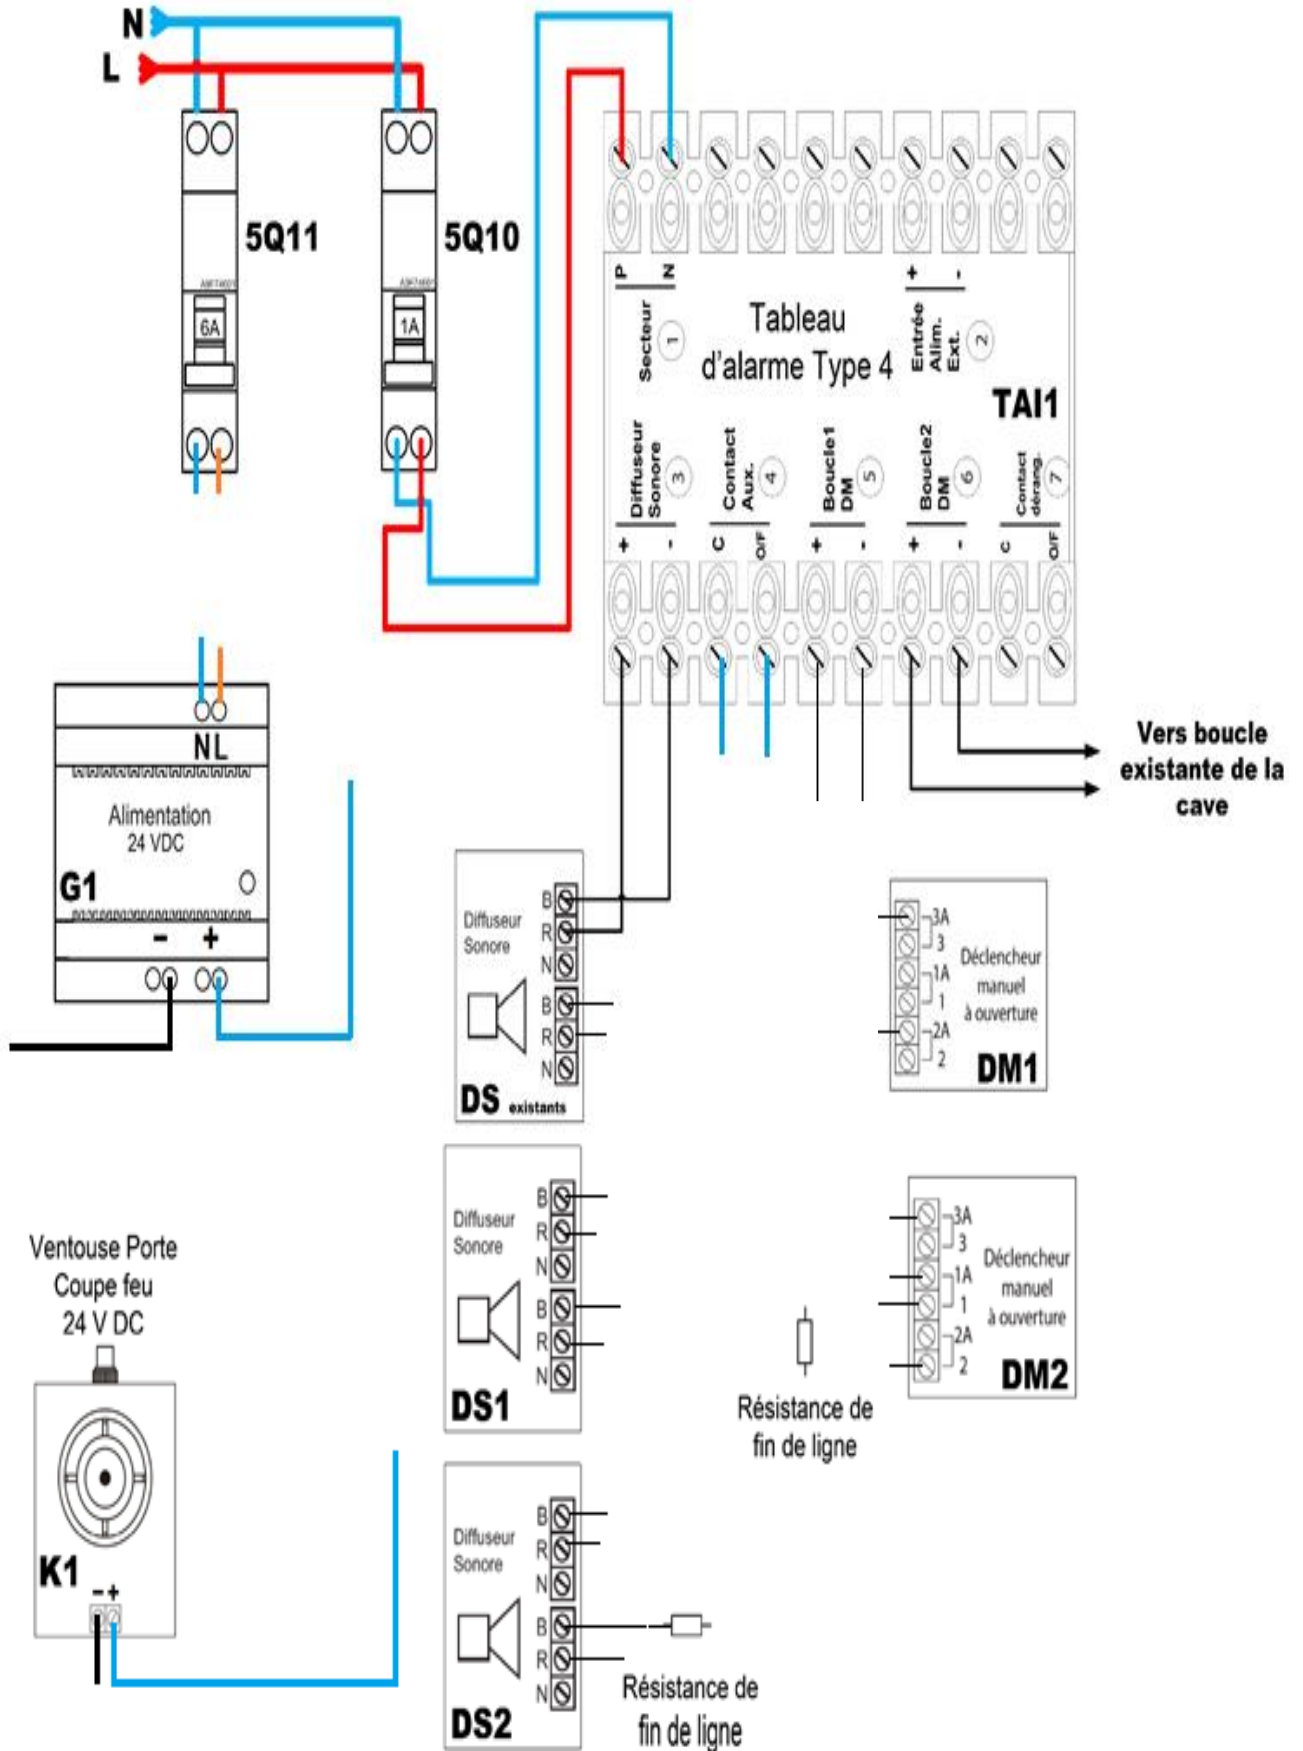 N
L
5Q11
5Q10
A9F74601
A9F74601
6A
1A
P
N
+
-
Secteur
1
Tableau
d'alarme Type 4
Entrée
Alim.
Ext.
2
TAI1
Diffuseur
Sonore
3
Contact
Aux.
4
Boucle1
DM
5
Boucle2
DM
6
Contact
dérang.
7
+
-
C
O/F
+
-
+
-
C
O/F
Vers boucle
existante de la
cave
N L
Alimentation
24 VDC
G1
- +
Diffuseur
Sonore
B
R
N
B
R
N
DS existants
3A
3
1A
1
2A
2
Déclencheur
manuel
à ouverture
DM1
Diffuseur
Sonore
B
R
N
B
R
N
DS1
3A
3
1A
1
2A
2
Déclencheur
manuel
à ouverture
DM2
Résistance de
fin de ligne
Ventouse Porte
Coupe feu
24 V DC
K1
- +
Diffuseur
Sonore
B
R
N
B
R
N
DS2
Résistance de
fin de ligne